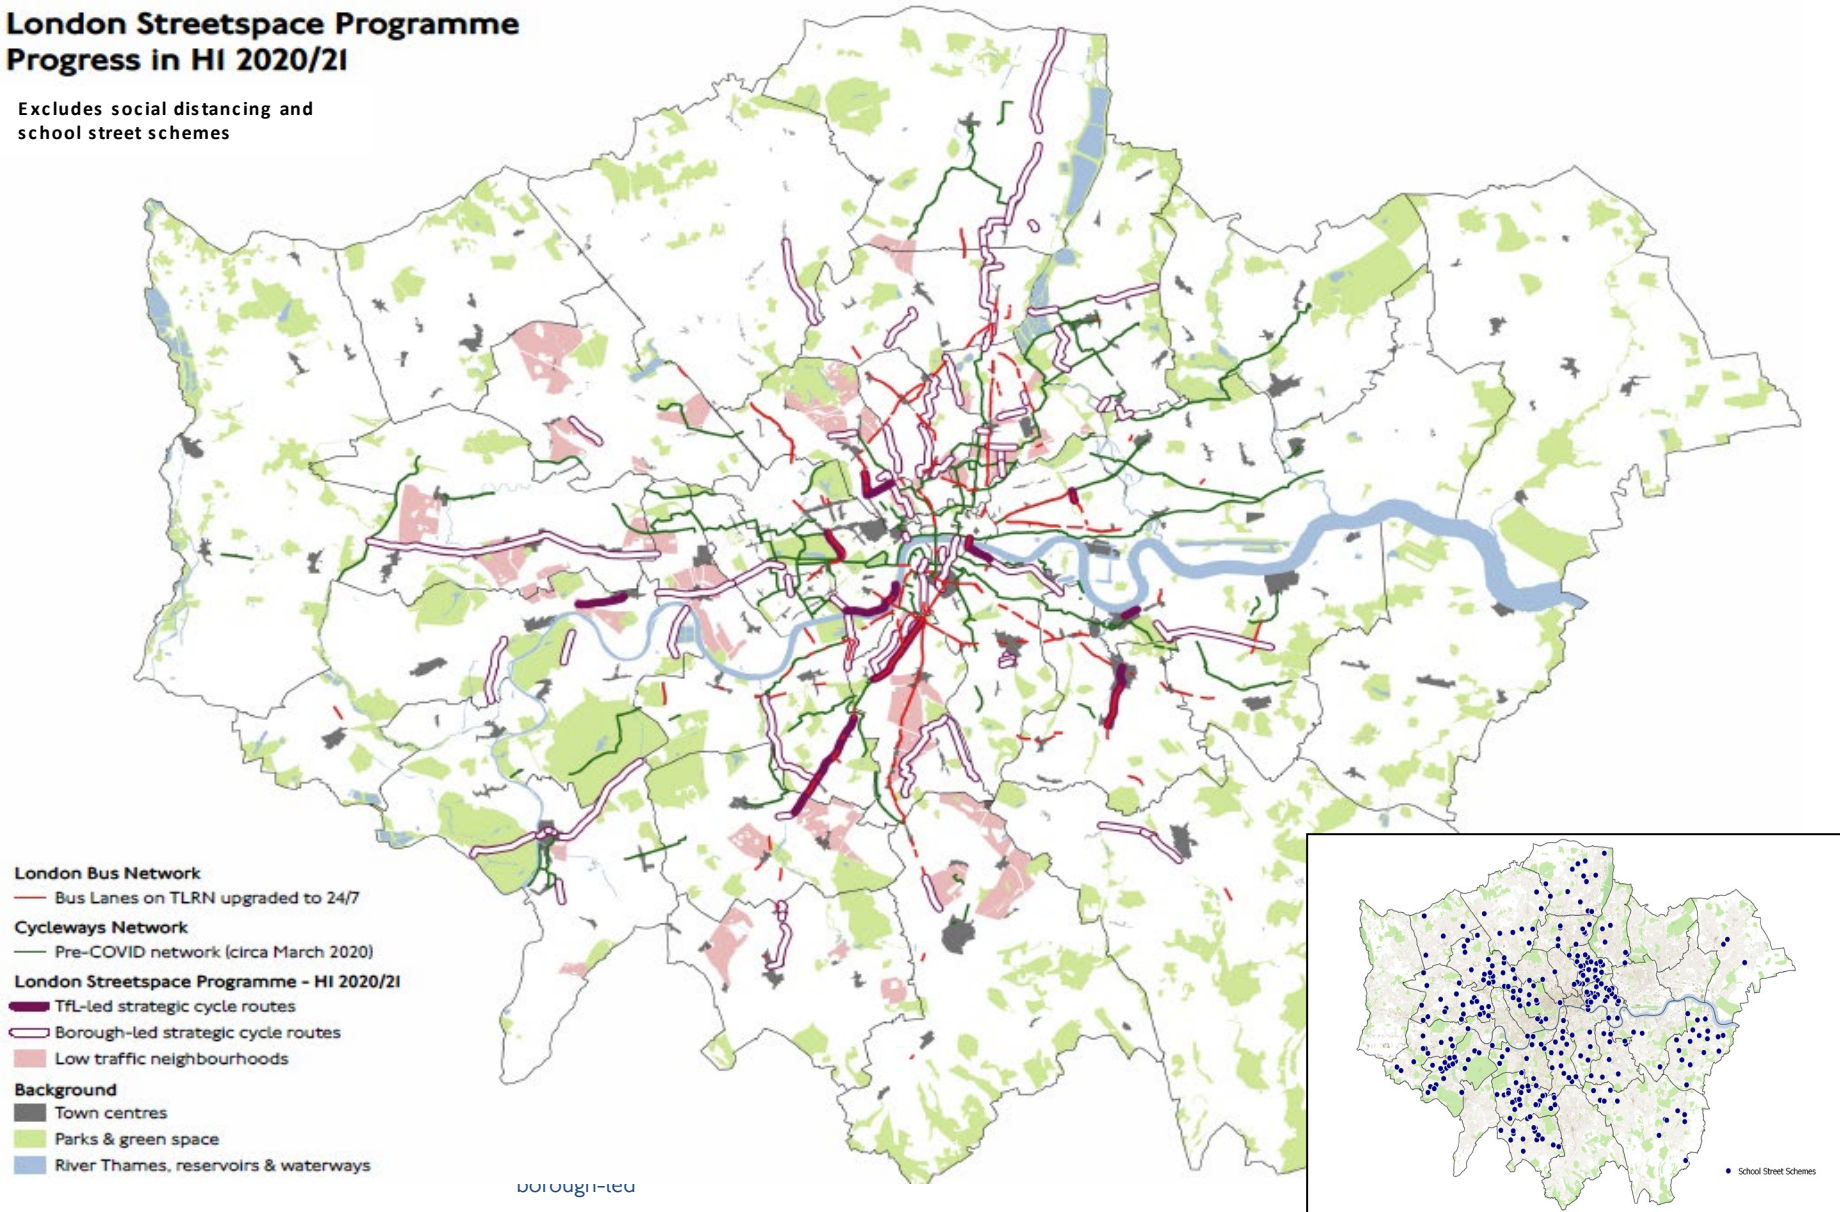 London Streetspace Programme
Progress in H1 2020/21
Excludes social distancing and
school street schemes
London Bus Network
Bus Lanes on TLRN upgraded to 24/7
Cycleways Network
Pre-COVID network (circa March 2020)
London Streetspace Programme - H1 2020/21
TfL-led strategic cycle routes
Borough-led strategic cycle routes
Low traffic neighbourhoods
Background
Town centres
Parks & green space
River Thames, reservoirs & waterways
borough-led
School Street Schemes